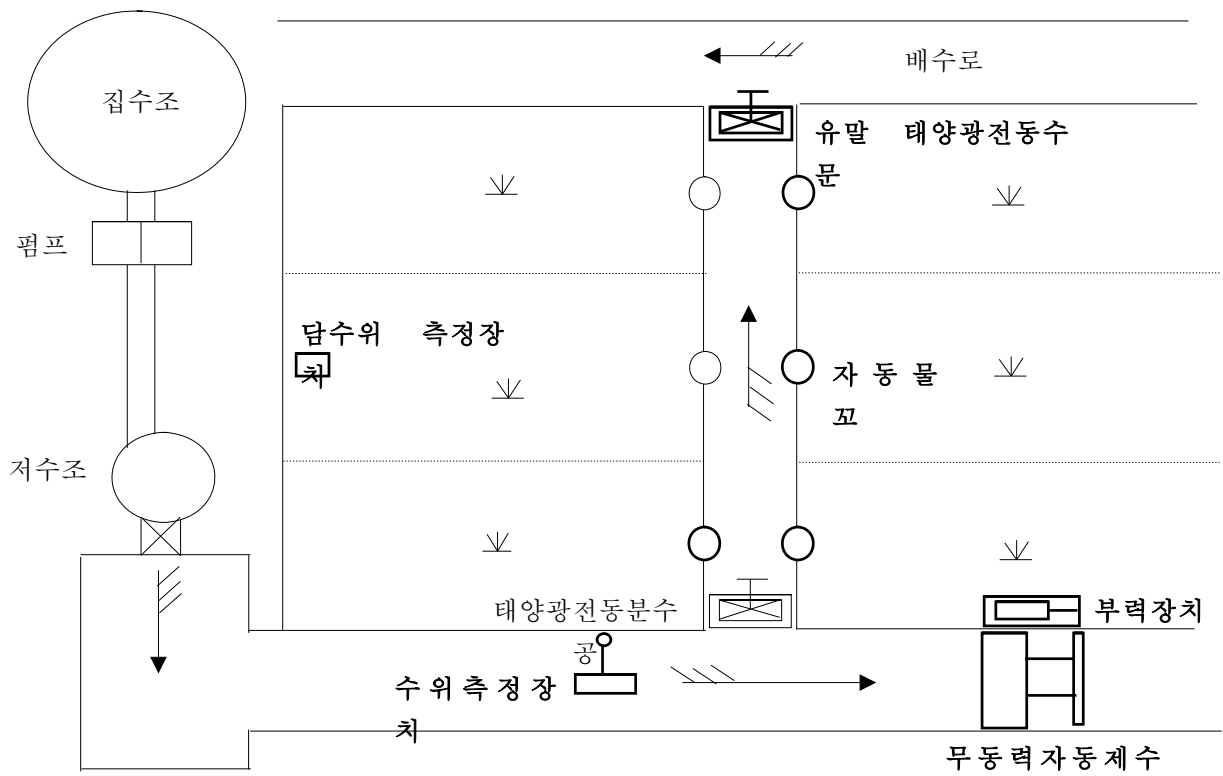 배수로
집수조
유말 태양광전동수
문
펌프
담수위 측정장
치
자 동 물
꼬
저수조
태양광전동분수
공
부력장치
수위측정장
치
무동력자동제수